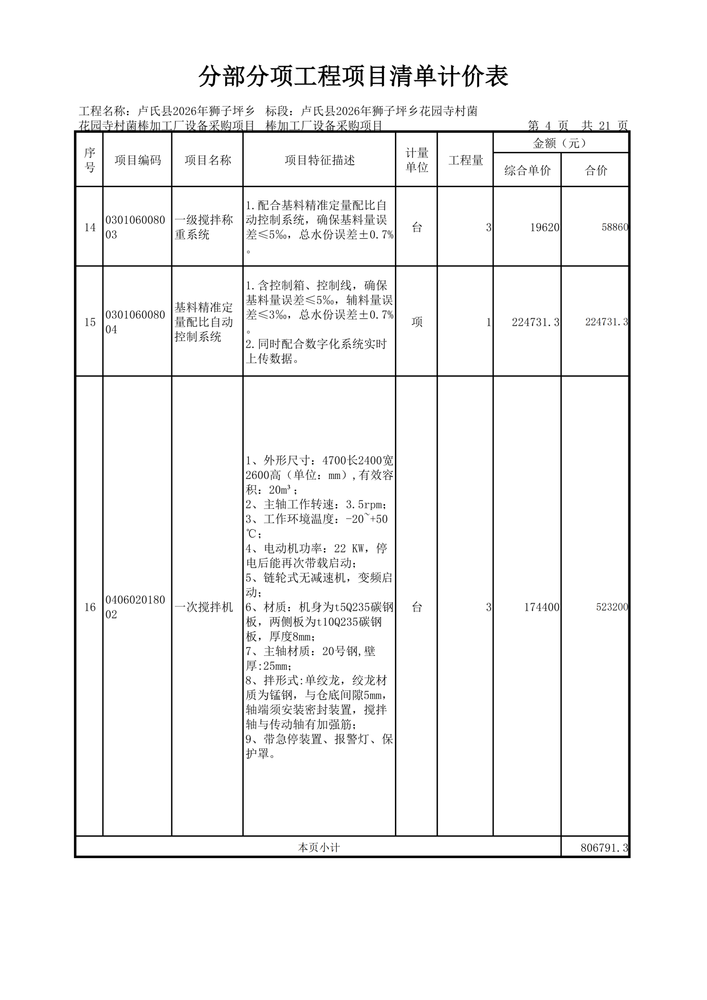 分部分项工程项目清单计价表
工程名称：卢氏县2026年狮子坪乡 标段：卢氏县2026年狮子坪乡花园寺村菌
花园寺村菌棒加工厂设备采购项目 棒加工厂设备采购项目 第 4 页 共 21 页
序号 项目编码 项目名称 项目特征描述 计量单位 工程量 金额（元）
综合单价 合价
14
0301060080
03
一级搅拌称
重系统
1.配合基料精准定量配比自
动控制系统，确保基料量误
差≤5‰，总水份误差±0.7%
。
台
3
19620
58860
15
0301060080
04
基料精准定
量配比自动
控制系统
1.含控制箱、控制线，确保
基料量误差≤5‰，辅料量误
差≤3‰，总水份误差±0.7%
。
2.同时配合数字化系统实时
上传数据。
项
1
224731.3
224731.3
16
0406020180
02
一次搅拌机
1、外形尺寸：4700长2400宽
2600高（单位：mm）,有效容
积：20m³；
2、主轴工作转速：3.5rpm；
3、工作环境温度：-20~+50
℃；
4、电动机功率：22 KW，停
电后能再次带载启动；
5、链轮式无减速机，变频启
动；
6、材质：机身为t5Q235碳钢
板，两侧板为t10Q235碳钢
板，厚度8mm；
7、主轴材质：20号钢,壁
厚:25mm；
8、拌形式:单绞龙，绞龙材
质为锰钢，与仓底间隙5mm，
轴端须安装密封装置，搅拌
轴与传动轴有加强筋；
9、带急停装置、报警灯、保
护罩。
台
3
174400
523200
本页小计 806791.3